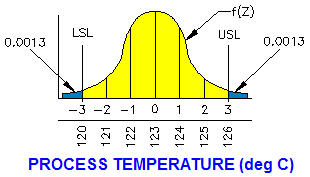 f(Z)
LSL
USL
0.0013
0.0013
-3 -2 -1 0 1 2 3
120 121 122 123 124 125 126
PROCESS TEMPERATURE (deg C)